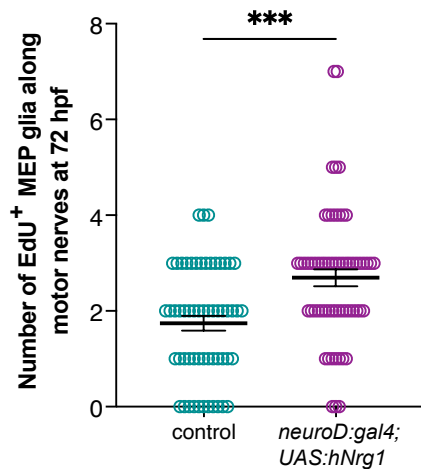 ***
Number of EdU⁺ MEP glia along
motor nerves at 72 hpf
8
6
4
2
0
control
neuroD:gal4;
UAS:hNrg1